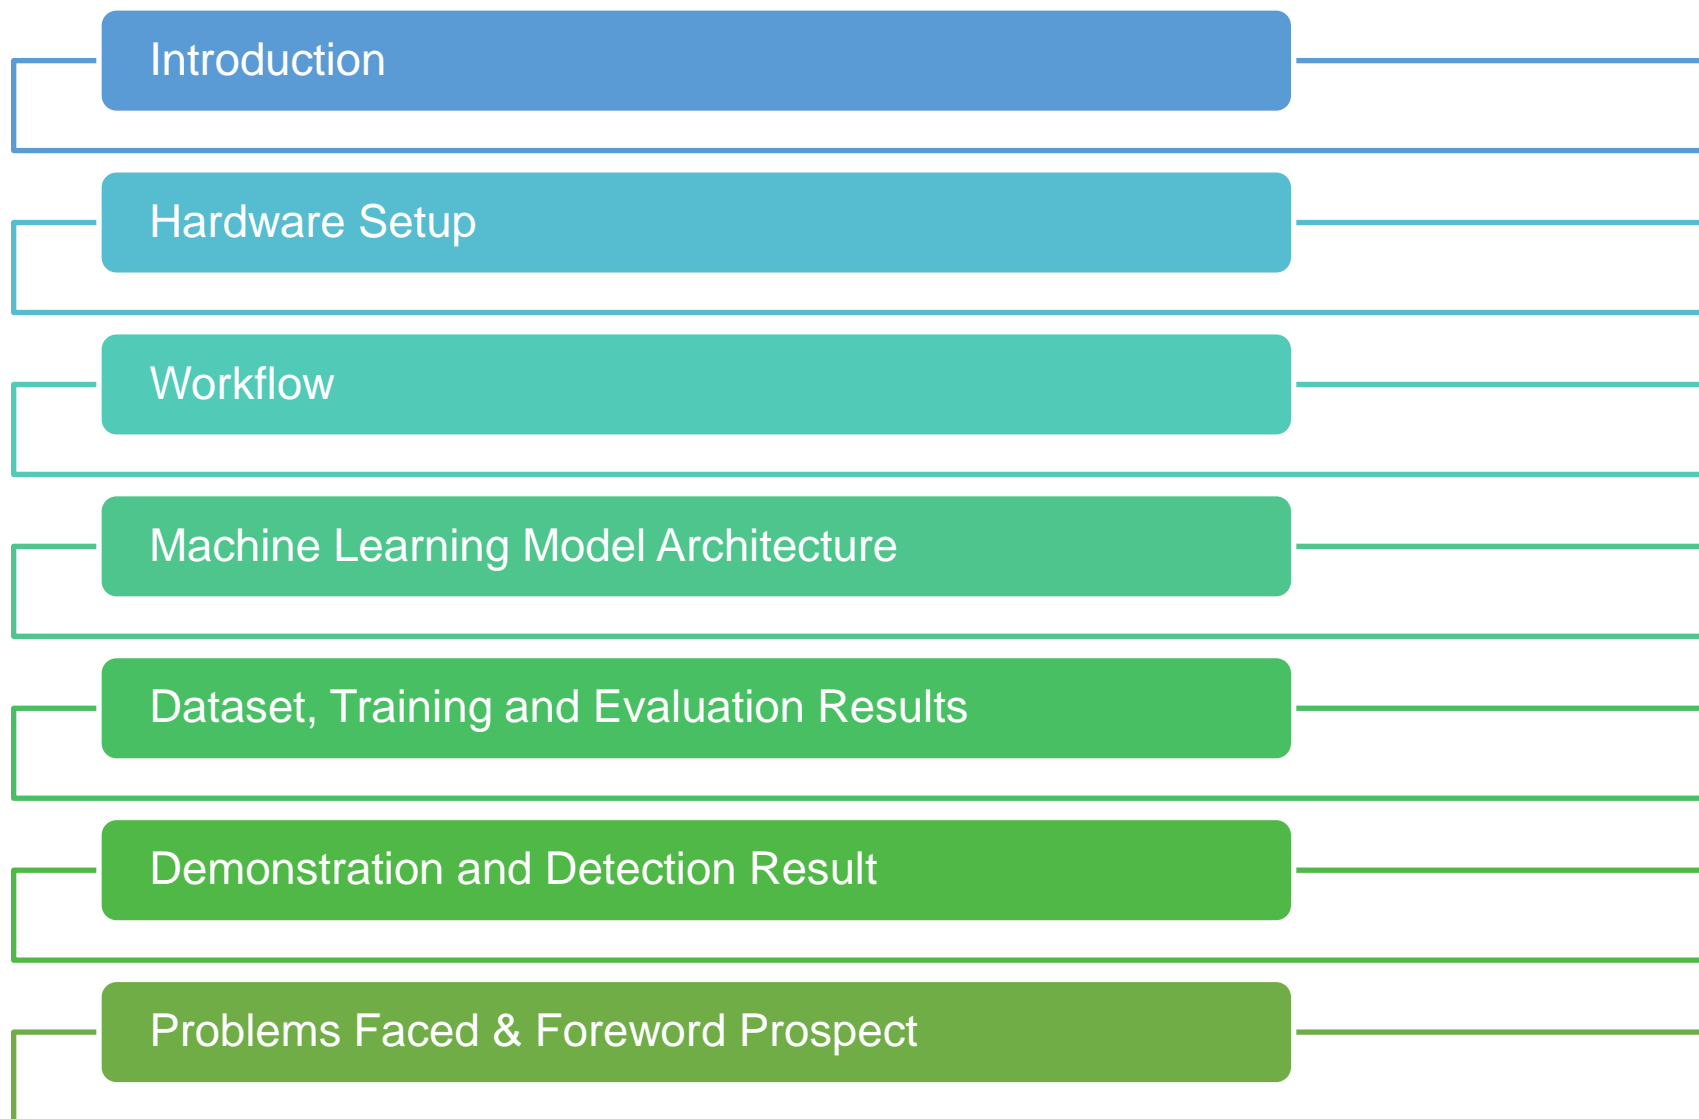 Introduction
Hardware Setup
Workflow
Machine Learning Model Architecture
Dataset, Training and Evaluation Results
Demonstration and Detection Result
Problems Faced & Foreword Prospect